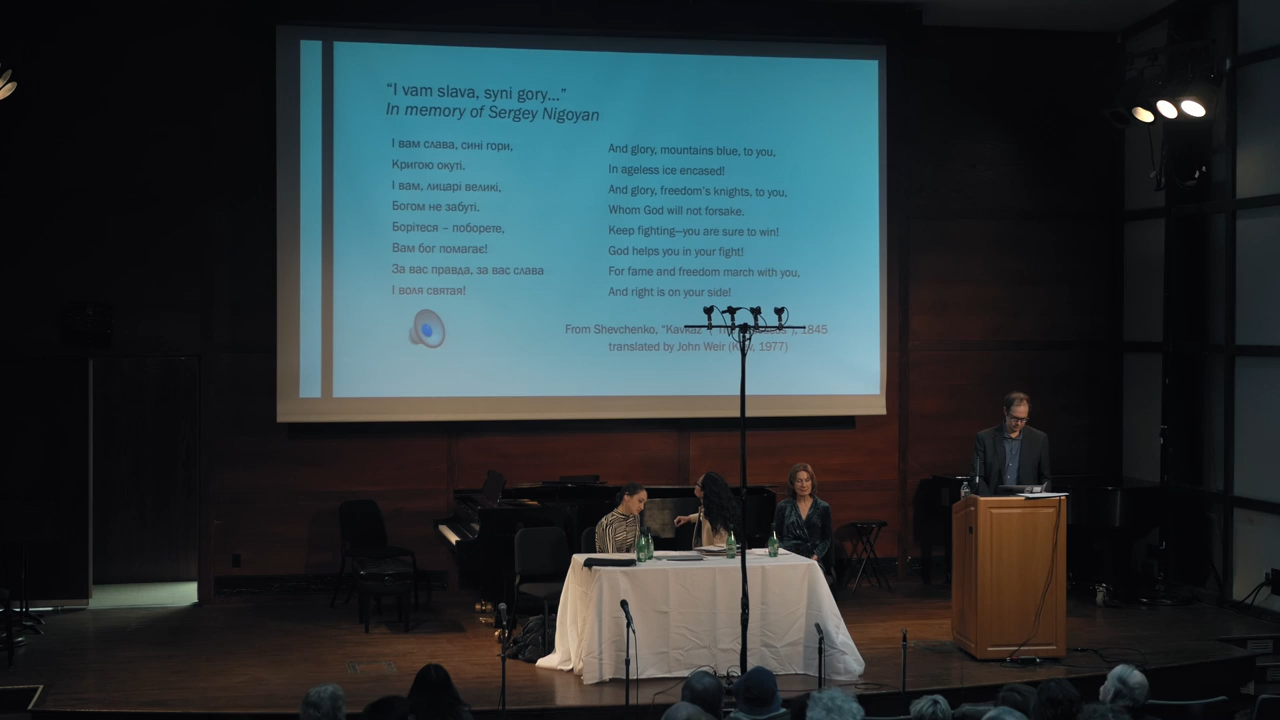 “I vam slava, syni gory...”
In memory of Sergey Nigoyan
І вам слава, сині гори,
Кригою окуті.
І вам, лицарі великі,
Богом не забуті.
Борітеся – поборете,
Вам бог помагає!
За вас правда, за вас слава
І воля святая!
And glory, mountains blue, to you,
In ageless ice encased!
And glory, freedom’s knights, to you,
Whom God will not forsake.
Keep fighting—you are sure to win!
God helps you in your fight!
For fame and freedom march with you,
And right is on your side!
From Shevchenko, “Kavkaz” 1845
translated by John Weir 1977)